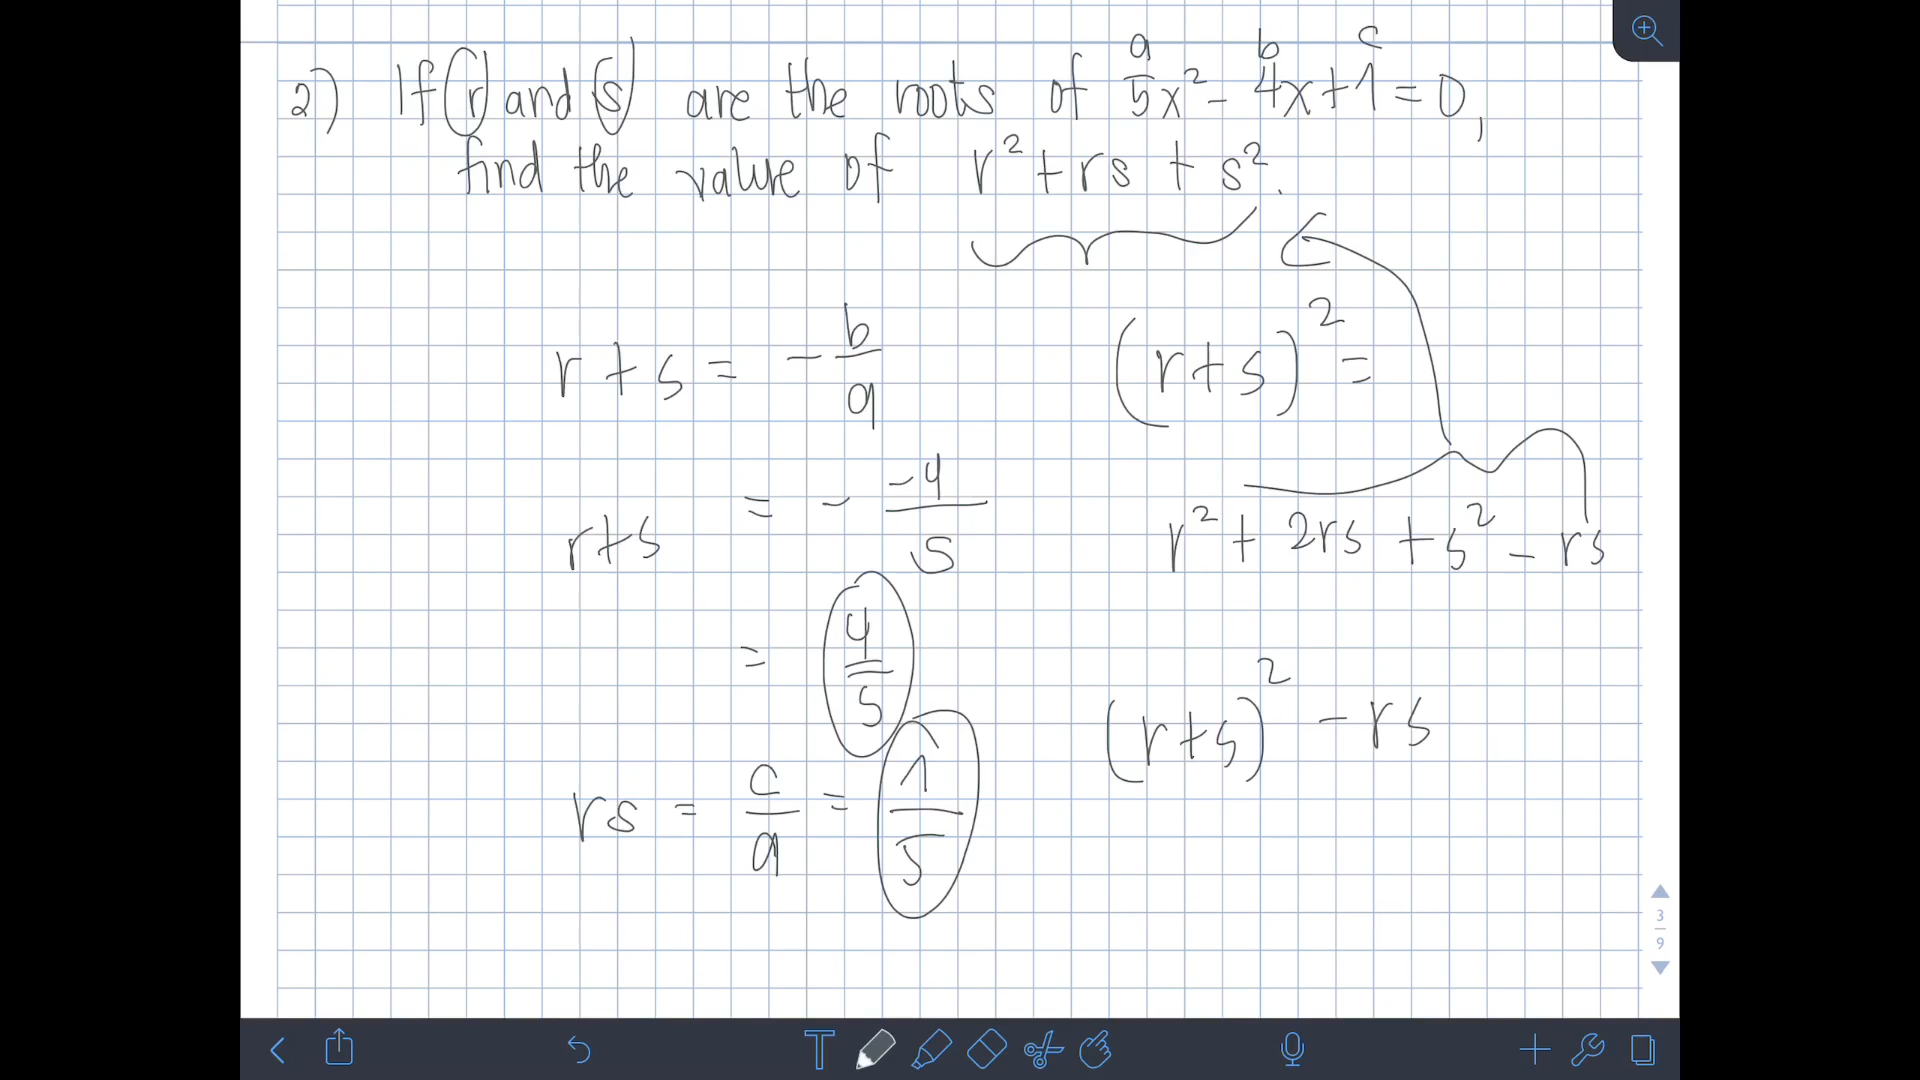 2) If r and s are the roots of 5x² - 4x + 1 = 0,
a b c
find the value of r² + rs + s².
r + s = - b/a
(r + s)² =
r + s = - -4/5
r² + 2rs + s² - rs
= 4/5
(r + s)² - rs
rs = c/a = 1/5
3
9
T